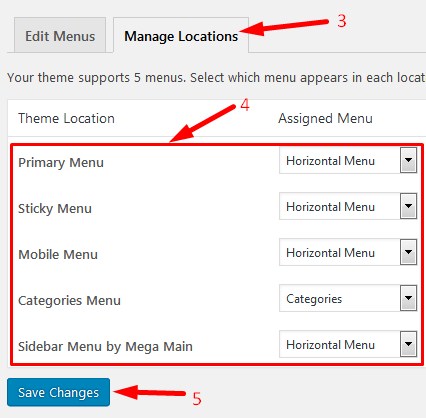 3
Edit Menus Manage Locations
Your theme supports 5 menus. Select which menu appears in each locat
4
Theme Location Assigned Menu
Primary Menu Horizontal Menu
Sticky Menu Horizontal Menu
Mobile Menu Horizontal Menu
Categories Menu Categories
Sidebar Menu by Mega Main Horizontal Menu
Save Changes
5